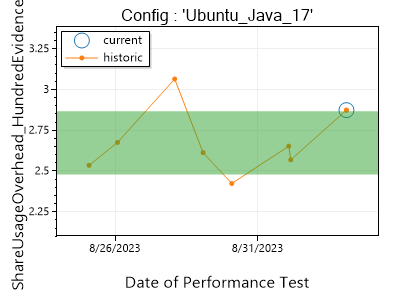 Config : 'Ubuntu_Java_17'
current
historic
ShareUsageOverhead_HundredEvidence
3.25
3
2.75
2.5
2.25
8/26/2023
8/31/2023
Date of Performance Test